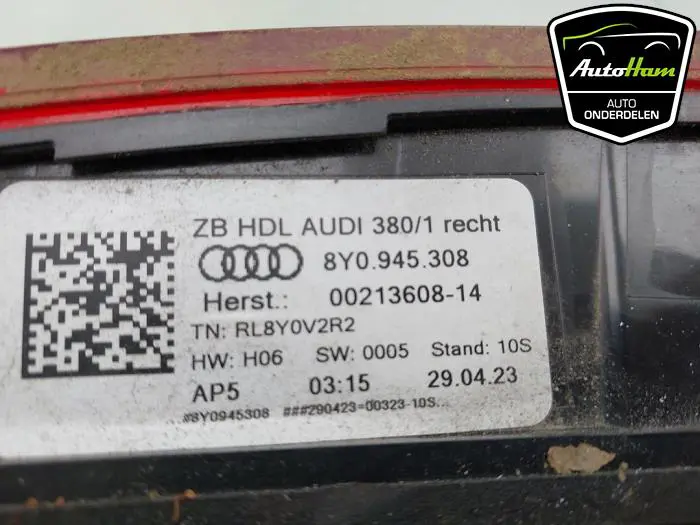 AutoHam
AUTO
ONDERDELEN
ZB HDL AUDI 380/1 recht
8Y0.945.308
Herst.: 00213608-14
TN: RL8Y0V2R2
HW: H06 SW: 0005 Stand: 10S
AP5 03:15 29.04.23
#8Y0945308 ###290423=00323-10S...